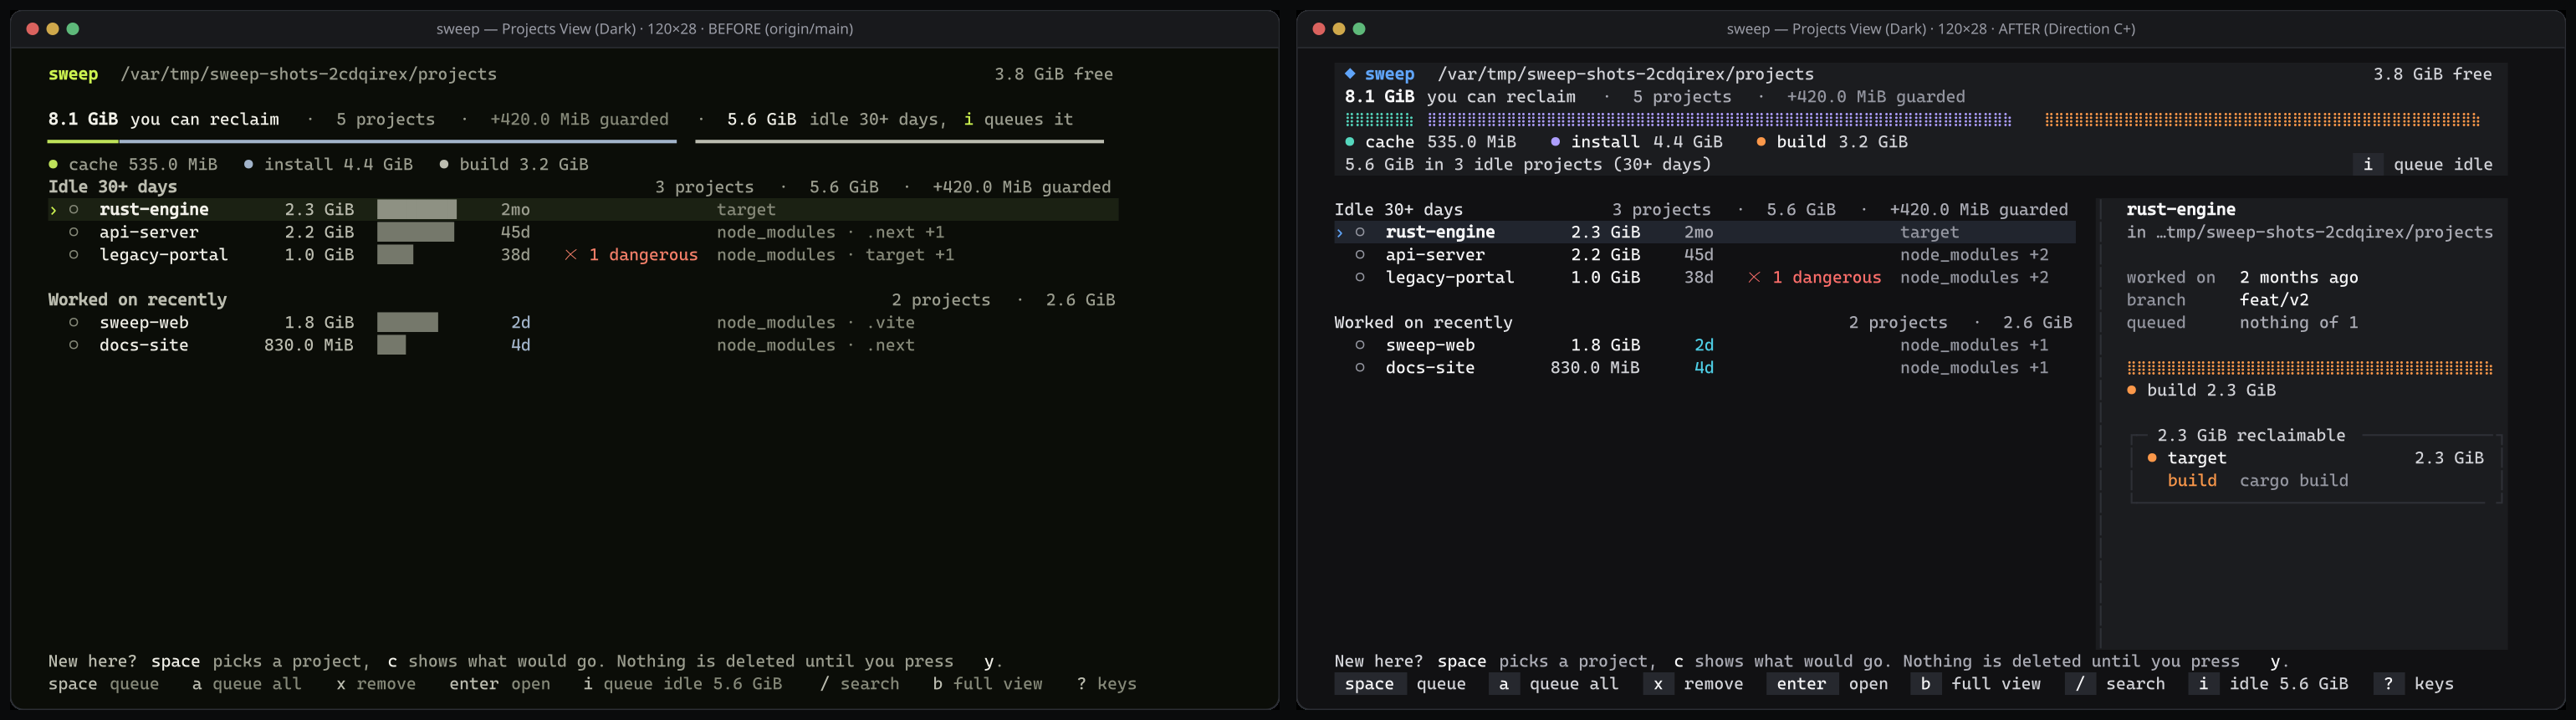 sweep — Projects View (Dark) · 120×28 · BEFORE (origin/main)
sweep /var/tmp/sweep-shots-2cdqirex/projects 3.8 GiB free
8.1 GiB you can reclaim · 5 projects · +420.0 MiB guarded · 5.6 GiB idle 30+ days, i queues it
● cache 535.0 MiB ● install 4.4 GiB ● build 3.2 GiB
Idle 30+ days 3 projects · 5.6 GiB · +420.0 MiB guarded
› ○ rust-engine 2.3 GiB 2mo target
○ api-server 2.2 GiB 45d node_modules · .next +1
○ legacy-portal 1.0 GiB 38d × 1 dangerous node_modules · target +1
Worked on recently 2 projects · 2.6 GiB
○ sweep-web 1.8 GiB 2d node_modules · .vite
○ docs-site 830.0 MiB 4d node_modules · .next
New here? space picks a project, c shows what would go. Nothing is deleted until you press y.
space queue a queue all x remove enter open i queue idle 5.6 GiB / search b full view ? keys
sweep — Projects View (Dark) · 120×28 · AFTER (Direction C+)
◆ sweep /var/tmp/sweep-shots-2cdqirex/projects 3.8 GiB free
8.1 GiB you can reclaim · 5 projects · +420.0 MiB guarded
● cache 535.0 MiB ● install 4.4 GiB ● build 3.2 GiB
5.6 GiB in 3 idle projects (30+ days) i queue idle
Idle 30+ days 3 projects · 5.6 GiB · +420.0 MiB guarded
› ○ rust-engine 2.3 GiB 2mo target
○ api-server 2.2 GiB 45d node_modules +2
○ legacy-portal 1.0 GiB 38d × 1 dangerous node_modules +2
Worked on recently 2 projects · 2.6 GiB
○ sweep-web 1.8 GiB 2d node_modules +1
○ docs-site 830.0 MiB 4d node_modules +1
rust-engine
in …tmp/sweep-shots-2cdqirex/projects
worked on 2 months ago
branch feat/v2
queued nothing of 1
● build 2.3 GiB
2.3 GiB reclaimable
● target 2.3 GiB
build cargo build
New here? space picks a project, c shows what would go. Nothing is deleted until you press y.
space queue a queue all x remove enter open b full view / search i idle 5.6 GiB ? keys